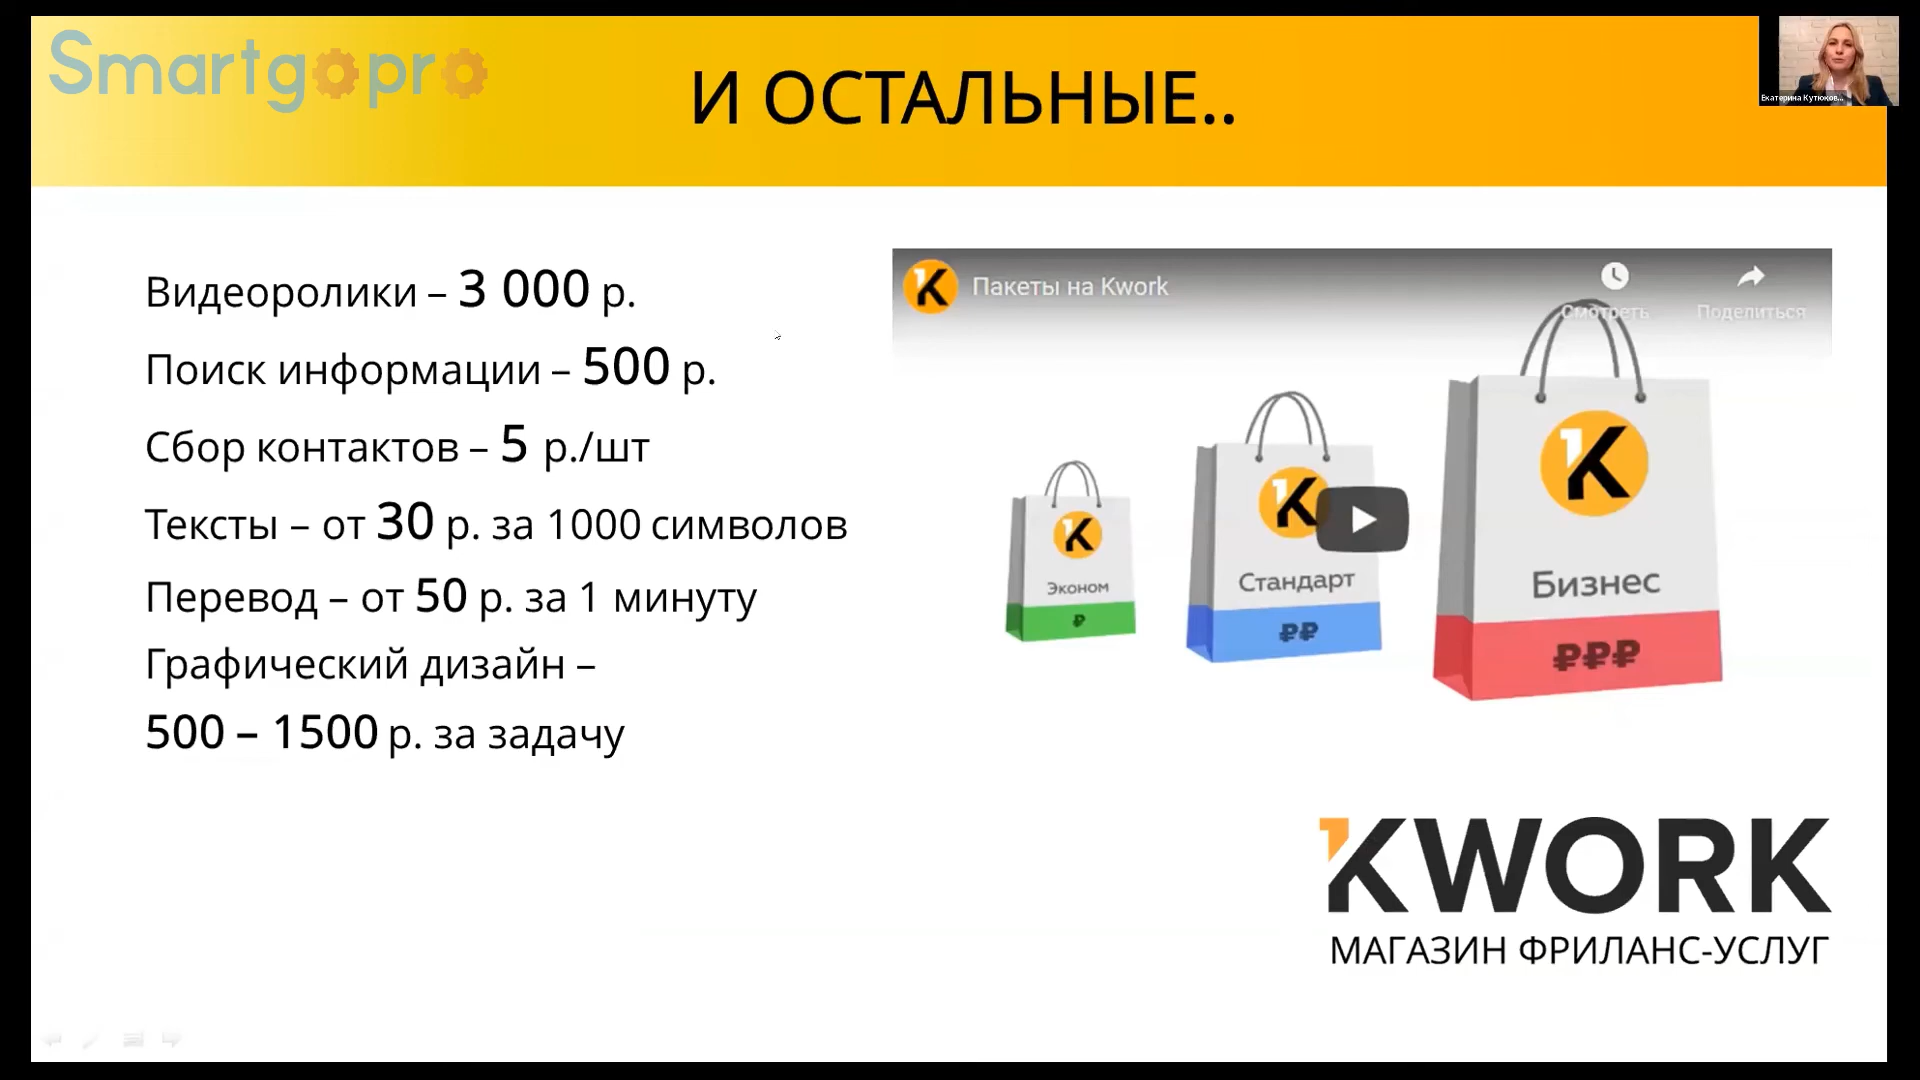 Smartgopro
И ОСТАЛЬНЫЕ..
Екатерина Кутюков...
Видеоролики – 3 000 р.
Поиск информации – 500 р.
Сбор контактов – 5 р./шт
Тексты – от 30 р. за 1000 символов
Перевод – от 50 р. за 1 минуту
Графический дизайн –
500 – 1500 р. за задачу
Пакеты на Kwork
Смотреть
Поделиться
Эконом
₽
Стандарт
₽₽
Бизнес
₽₽₽
KWORK
МАГАЗИН ФРИЛАНС-УСЛУГ